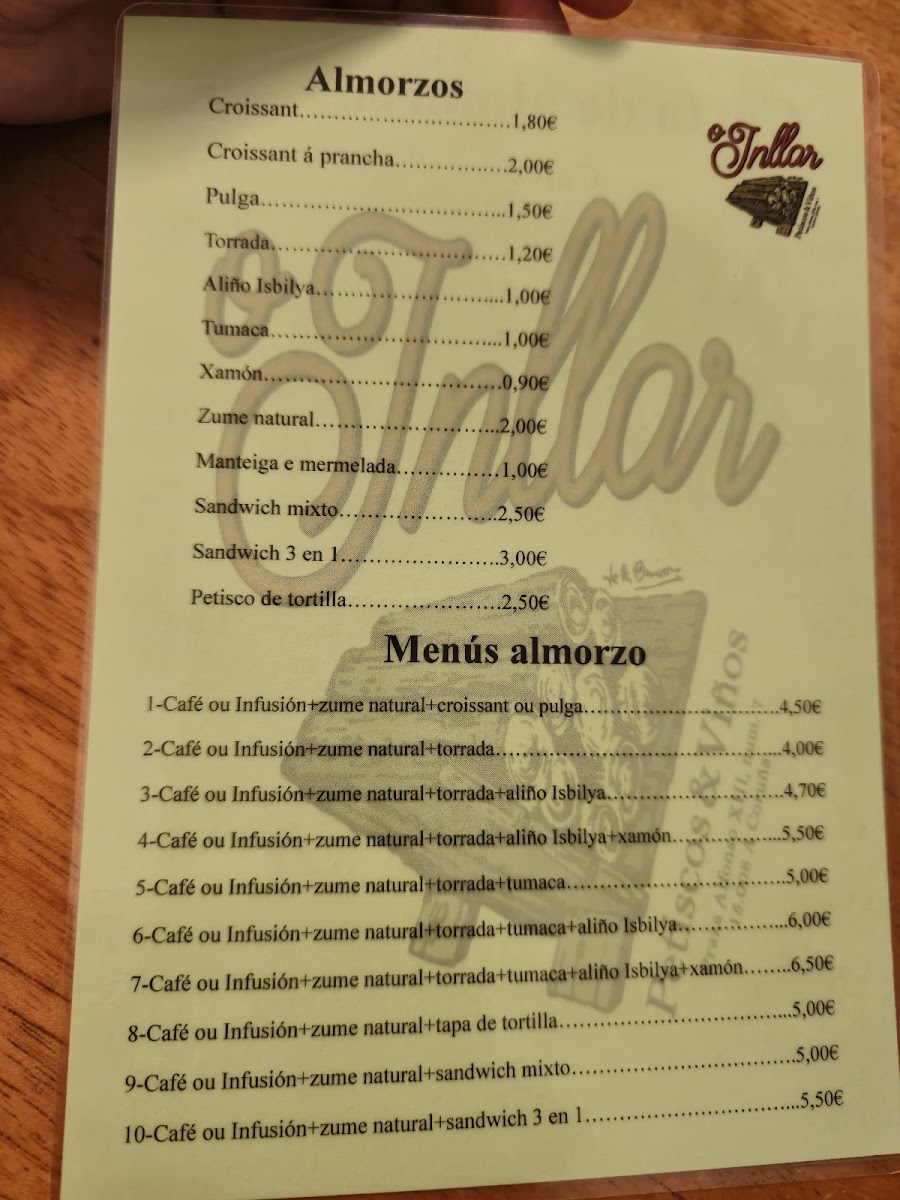 Almorzos
Croissant……………………………1,80€
Croissant á prancha………………2,00€
Pulga…………………………………1,50€
Torrada………………………………1,20€
Aliño Isbilya…………………………1,00€
Tumaca………………………………1,00€
Xamón………………………………0,90€
Zume natural………………………2,00€
Manteiga e mermelada……………1,00€
Sandwich mixto……………………2,50€
Sandwich 3 en 1……………………3,00€
Petisco de tortilla…………………2,50€
o Inllar
Menús almorzo
1-Café ou Infusión+zume natural+croissant ou pulga………………………4,50€
2-Café ou Infusión+zume natural+torrada……………………………………4,00€
3-Café ou Infusión+zume natural+torrada+aliño Isbilya……………………4,70€
4-Café ou Infusión+zume natural+torrada+aliño Isbilya+xamón……………5,50€
5-Café ou Infusión+zume natural+torrada+tumaca…………………………5,00€
6-Café ou Infusión+zume natural+torrada+tumaca+aliño Isbilya……………6,00€
7-Café ou Infusión+zume natural+torrada+tumaca+aliño Isbilya+xamón……..6,50€
8-Café ou Infusión+zume natural+tapa de tortilla……………………………5,00€
9-Café ou Infusión+zume natural+sandwich mixto…………………………5,00€
10-Café ou Infusión+zume natural+sandwich 3 en 1………………………5,50€
o Inllar
Petiscos & Viños